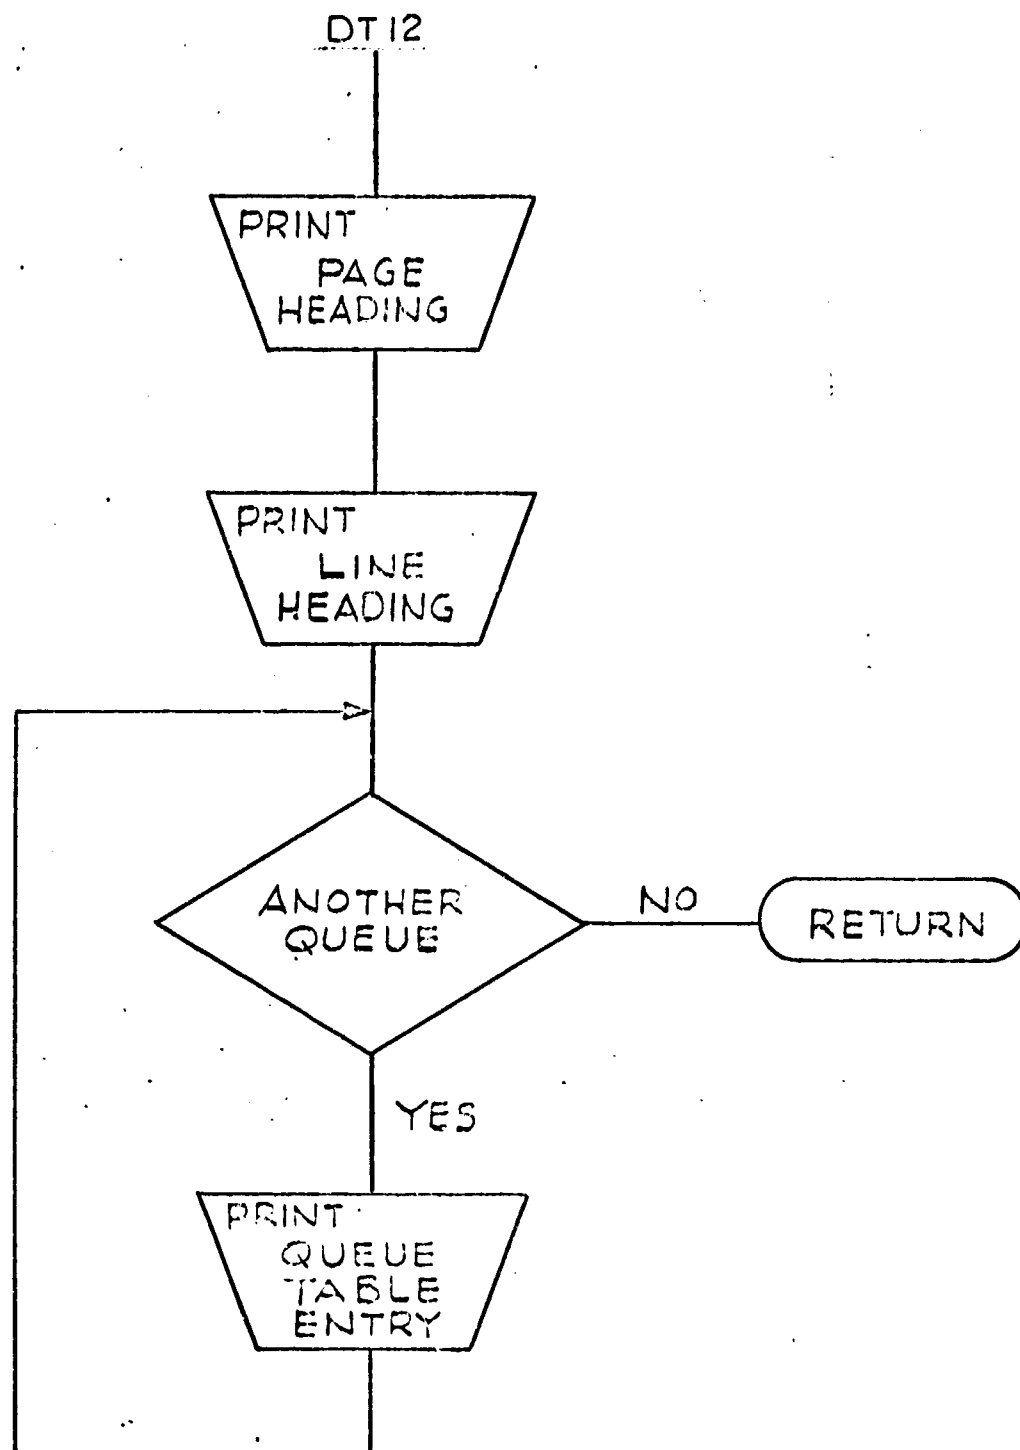 DT12
PRINT
PAGE
HEADING
PRINT
LINE
HEADING
ANOTHER
QUEUE
NO
RETURN
YES
PRINT
QUEUE
TABLE
ENTRY